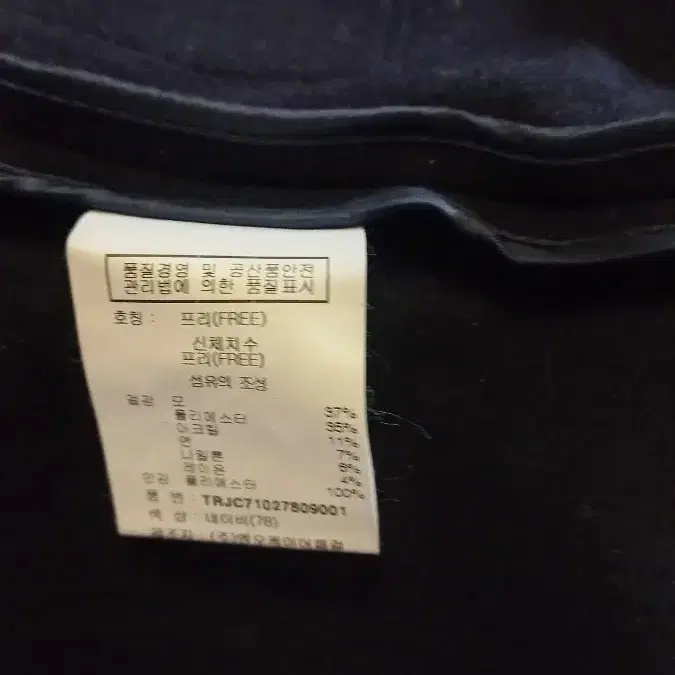 품질경영 및 공산품안전
관리법에 의한 품질표시
호칭 : 프리(FREE)
신체치수
프리(FREE)
섬유의 조성
겉감 모 37%
폴리에스터 35%
아크릴 11%
면 7%
나일론 6%
레이온 4%
안감 폴리에스터 100%
품 번 : TRJC71027809001
색 상 : 네이비(78)
제조자 : (주)